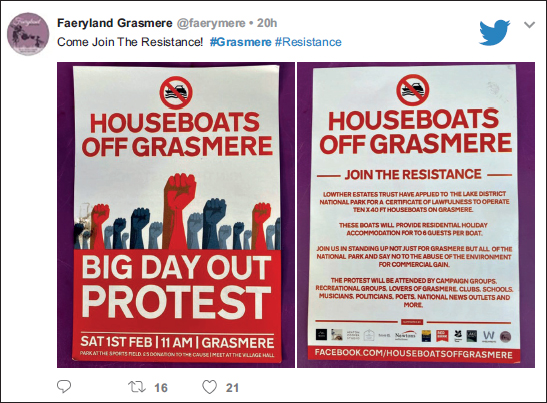 Faeryland Grasmere @faerymere • 20h
Come Join The Resistance! #Grasmere #Resistance
HOUSEBOATS
OFF GRASMERE
BIG DAY OUT
PROTEST
SAT 1ST FEB | 11 AM | GRASMERE
PARK AT THE SPORTS FIELD. £5 DONATION TO THE CAUSE | MEET AT THE VILLAGE HALL
HOUSEBOATS
OFF GRASMERE
JOIN THE RESISTANCE
LOWTHER ESTATES TRUST HAVE APPLIED TO THE LAKE DISTRICT
NATIONAL PARK FOR A CERTIFICATE OF LAWFULNESS TO OPERATE
TEN X 40 FT HOUSEBOATS ON GRASMERE.
THESE BOATS WILL PROVIDE RESIDENTIAL HOLIDAY
ACCOMMODATION FOR TO 6 GUESTS PER BOAT.
JOIN US IN STANDING UP NOT JUST FOR GRASMERE BUT ALL OF THE
NATIONAL PARK AND SAY NO TO THE ABUSE OF THE ENVIRONMENT
FOR COMMERCIAL GAIN.
THE PROTEST WILL BE ATTENDED BY CAMPAIGN GROUPS,
RECREATIONAL GROUPS, LOVERS OF GRASMERE, CLUBS, SCHOOLS,
MUSICIANS, POLITICIANS, POETS, NATIONAL NEWS OUTLETS AND
MORE.
FACEBOOK.COM/HOUSEBOATSOFFGRASMERE
16
21